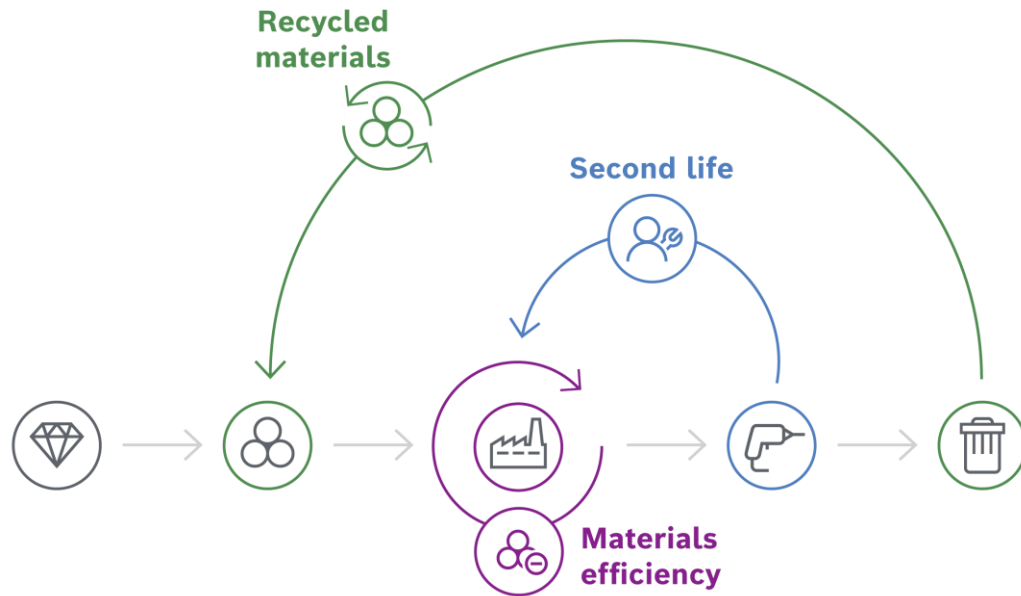 Recycled
materials
Second life
Materials
efficiency